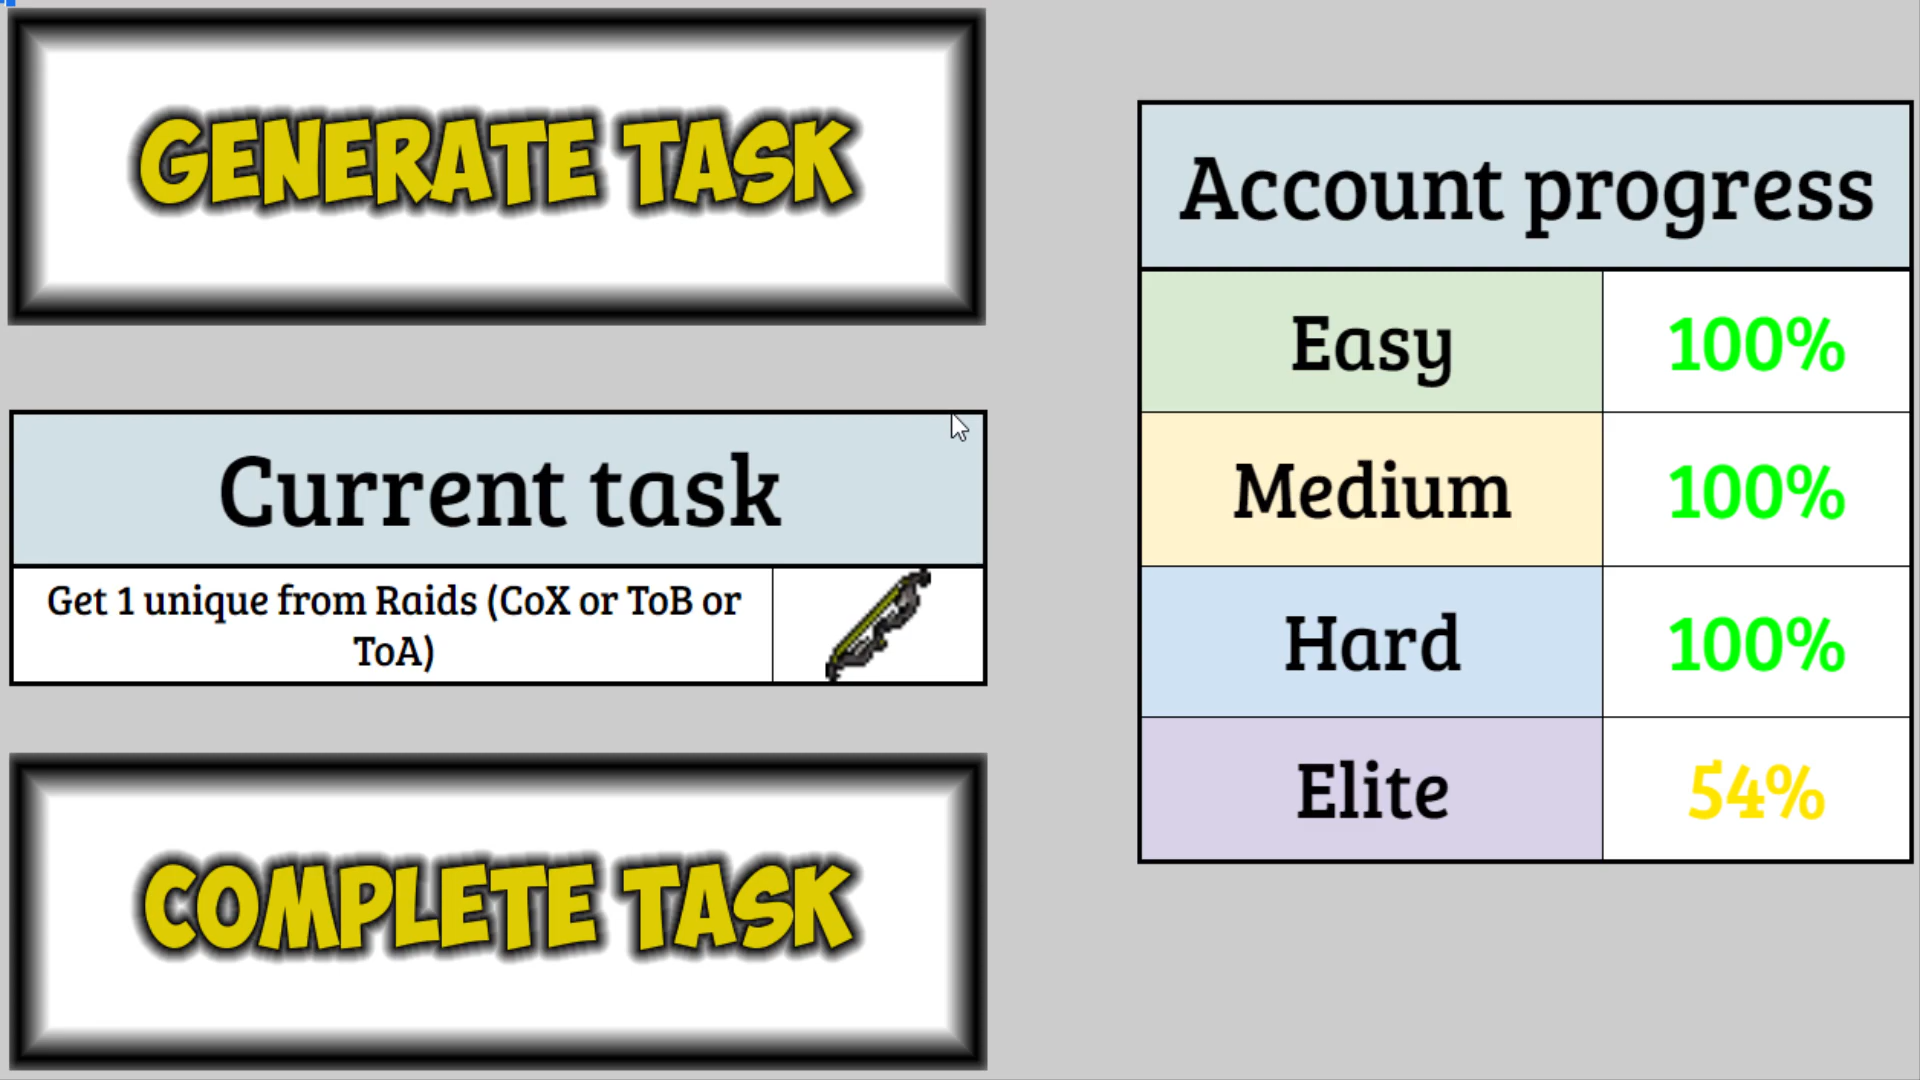 GENERATE TASK
Current task
Get 1 unique from Raids (CoX or ToB or
ToA)
COMPLETE TASK
Account progress
Easy 100%
Medium 100%
Hard 100%
Elite 54%